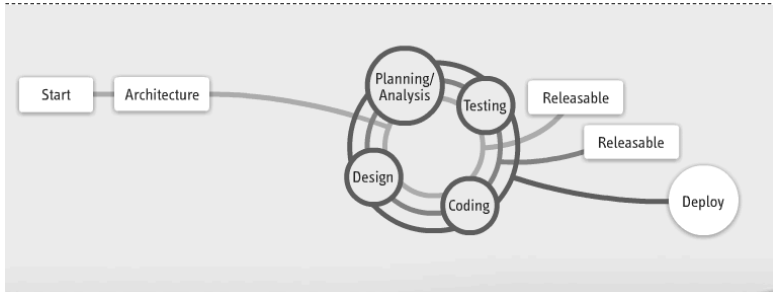 Start
Architecture
Planning/
Analysis
Testing
Design
Coding
Releasable
Releasable
Deploy